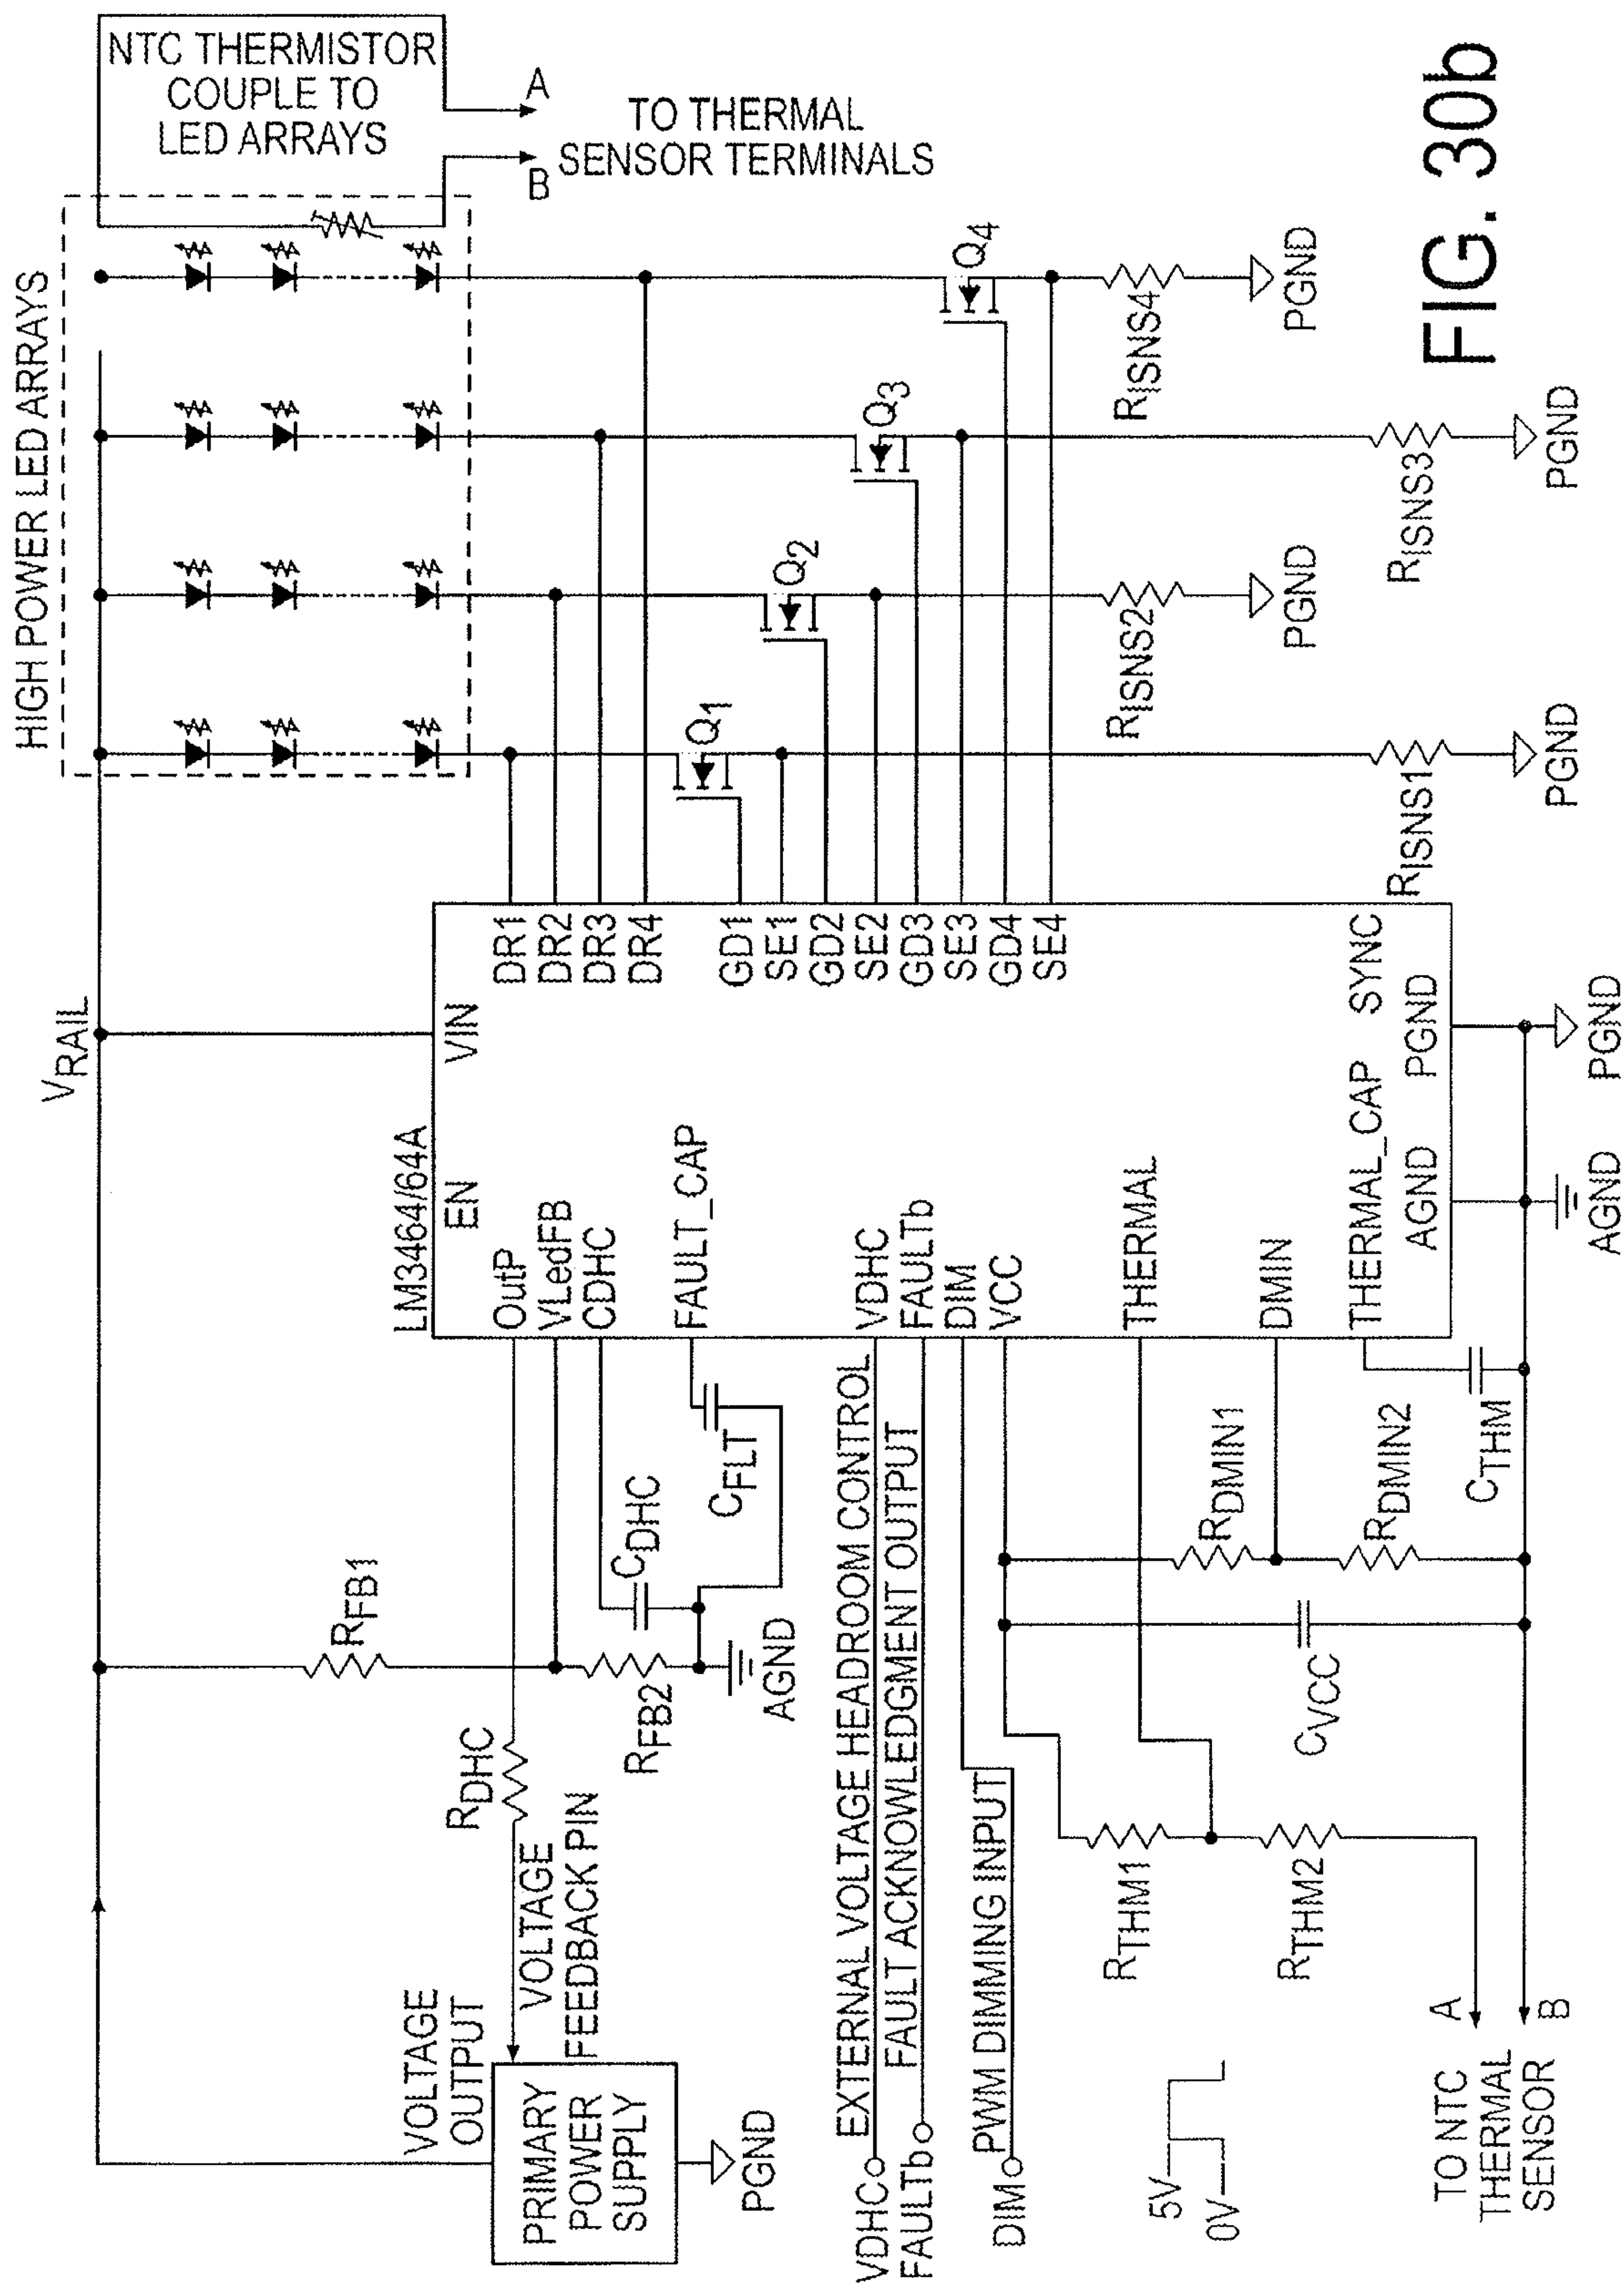 HIGH POWER LED ARRAYS
NTC THERMISTOR
COUPLE TO
LED ARRAYS
A
B
TO THERMAL
SENSOR TERMINALS
VRAIL
VOLTAGE
OUTPUT
PRIMARY
POWER
SUPPLY
PGND
VOLTAGE
FEEDBACK PIN
RDHC
RFB1
RFB2
AGND
CDHC
CFLT
LM3464/64A
EN
VIN
OutP
VLedFB
CDHC
FAULT_CAP
VDHC
FAULTb
DIM
VCC
THERMAL
DMIN
THERMAL_CAP
AGND
PGND
SYNC
DR1
DR2
DR3
DR4
GD1
SE1
GD2
SE2
GD3
SE3
GD4
SE4
Q1
Q2
Q3
Q4
RISNS1
RISNS2
RISNS3
RISNS4
PGND
PGND
PGND
PGND
VDHC
EXTERNAL VOLTAGE HEADROOM CONTROL
FAULTb
FAULT ACKNOWLEDGMENT OUTPUT
DIM
PWM DIMMING INPUT
5V
0V
RTHM1
RTHM2
CVCC
RDMIN1
RDMIN2
CTHM
TO NTC
THERMAL
SENSOR
A
B
AGND
PGND
FIG. 30b